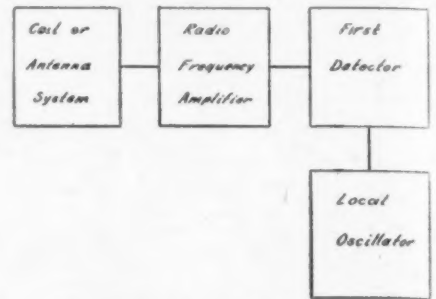 Coil or
Antenna
System
Radio
Frequency
Amplifier
First
Detector
Local
Oscillator